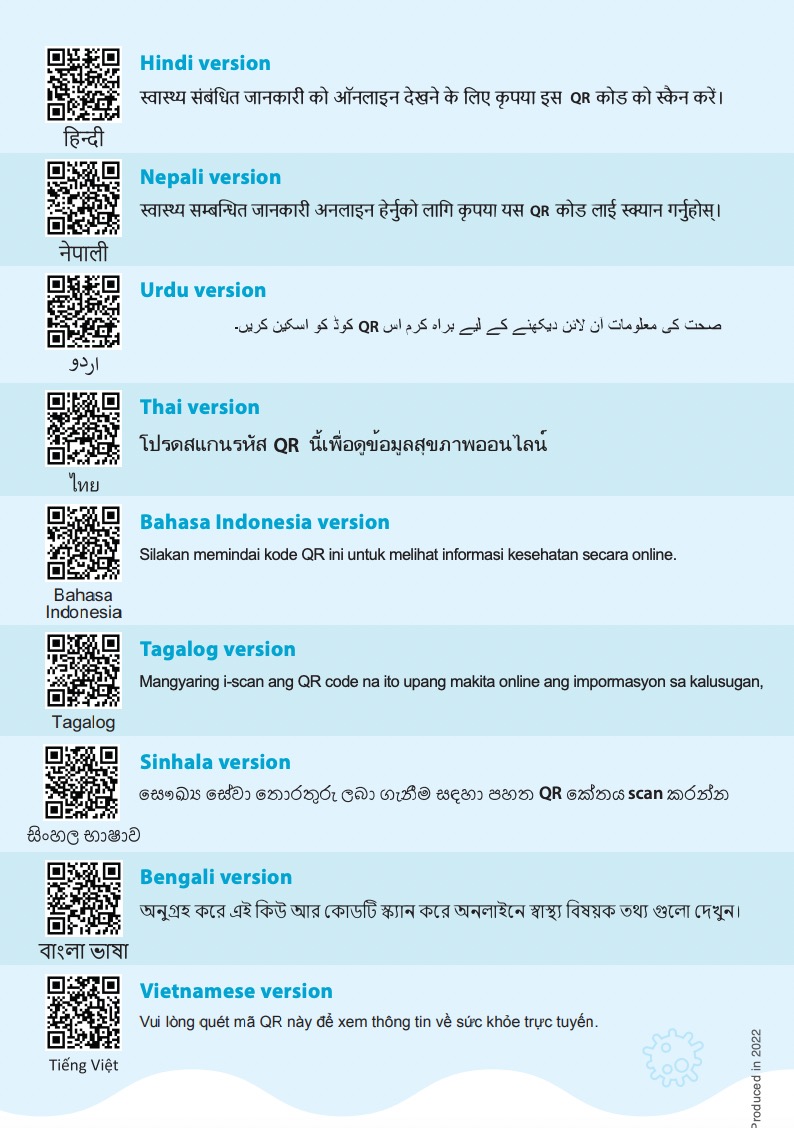 Hindi version
स्वास्थ्य संबंधित जानकारी को ऑनलाइन देखने के लिए कृपया इस QR कोड को स्कैन करें।
हिन्दी
Nepali version
स्वास्थ्य सम्बन्धित जानकारी अनलाइन हेर्नुको लागि कृपया यस QR कोड लाई स्क्यान गर्नुहोस्।
नेपाली
Urdu version
صحت کی معلومات آن لائن دیکھنے کے لیے براہ کرم اس QR کوڈ کو اسکین کریں۔
اردو
Thai version
โปรดสแกนรหัส QR นี้เพื่อดูข้อมูลสุขภาพออนไลน์
ไทย
Bahasa Indonesia version
Silakan memindai kode QR ini untuk melihat informasi kesehatan secara online.
Bahasa
Indonesia
Tagalog version
Mangyaring i-scan ang QR code na ito upang makita online ang impormasyon sa kalusugan,
Tagalog
Sinhala version
සෞඛ්‍ය සේවා තොරතුරු ලබා ගැනීම සඳහා පහත QR කේතය scan කරන්න
සිංහල භාෂාව
Bengali version
অনুগ্রহ করে এই কিউ আর কোডটি স্ক্যান করে অনলাইনে স্বাস্থ্য বিষয়ক তথ্য গুলো দেখুন।
বাংলা ভাষা
Vietnamese version
Vui lòng quét mã QR này để xem thông tin về sức khỏe trực tuyến.
Tiếng Việt
Produced in 2022